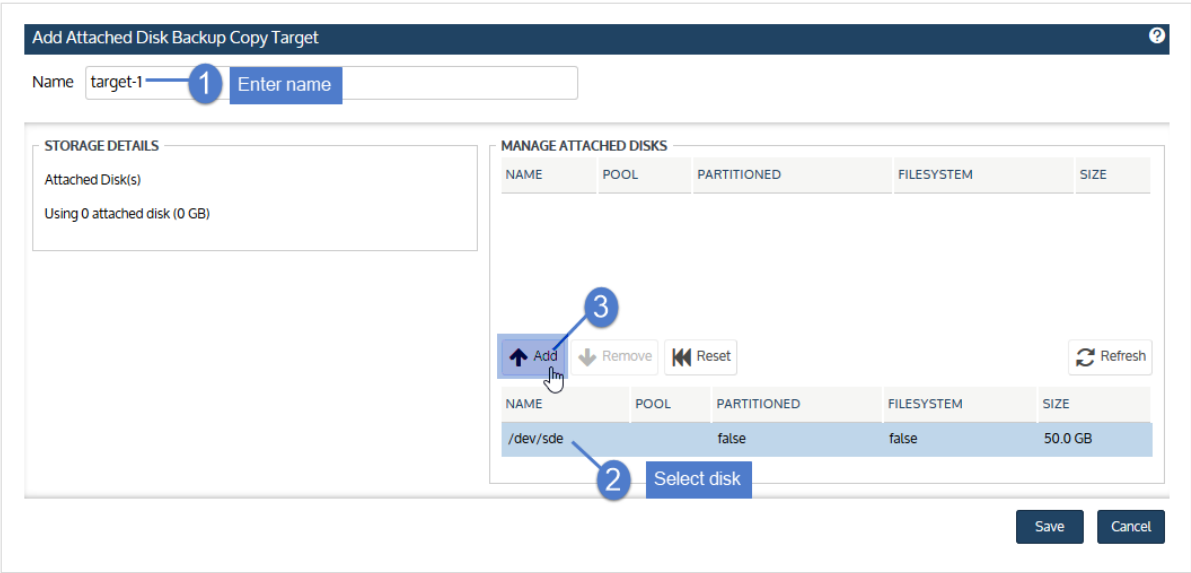 Add Attached Disk Backup Copy Target ?
Name target-1 1 Enter name
STORAGE DETAILS
Attached Disk(s)
Using 0 attached disk (0 GB)
MANAGE ATTACHED DISKS
NAME POOL PARTITIONED FILESYSTEM SIZE
3
Add Remove Reset Refresh
NAME POOL PARTITIONED FILESYSTEM SIZE
/dev/sde false false 50.0 GB
2 Select disk
Save Cancel